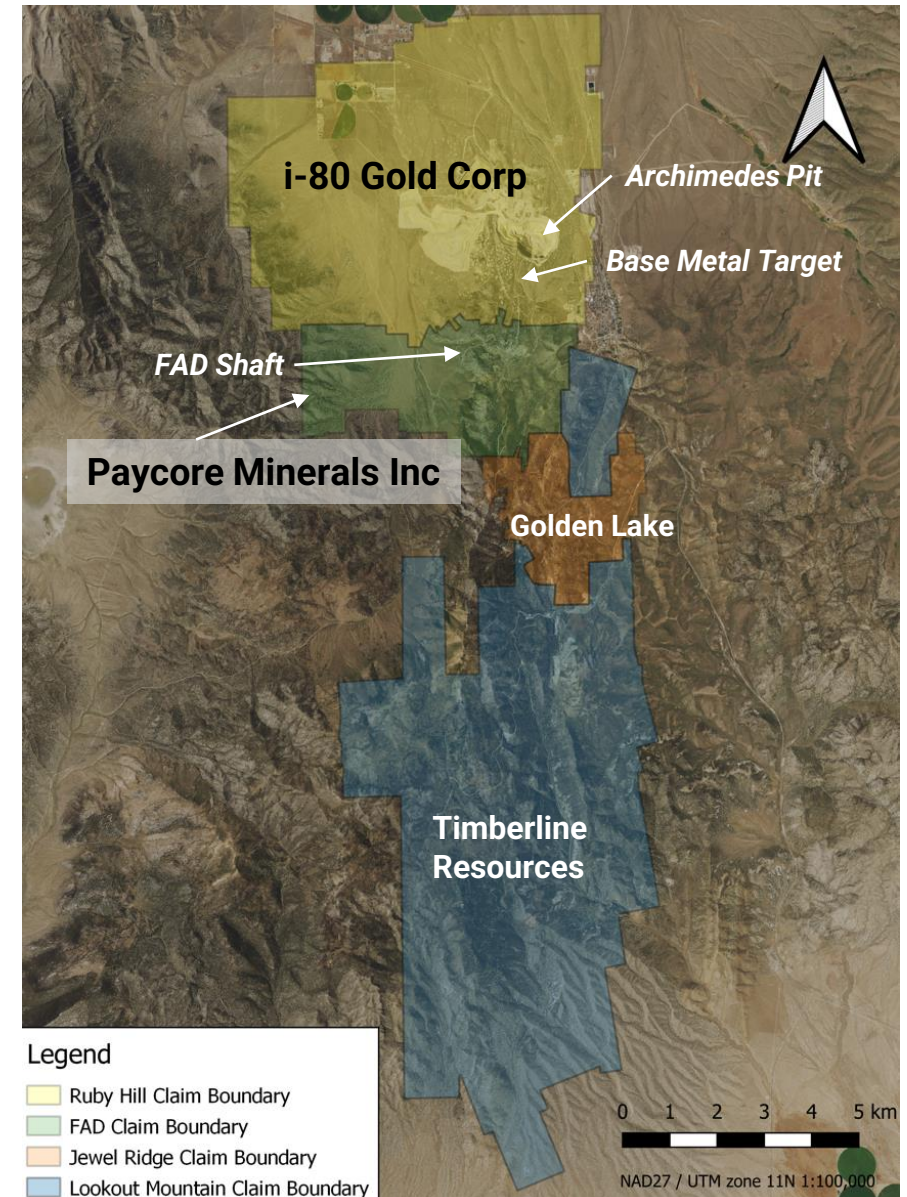 i-80 Gold Corp
Archimedes Pit
Base Metal Target
FAD Shaft
Paycore Minerals Inc
Golden Lake
Timberline
Resources
Legend
Ruby Hill Claim Boundary
FAD Claim Boundary
Jewel Ridge Claim Boundary
Lookout Mountain Claim Boundary
0 1 2 3 4 5 km
NAD27 / UTM zone 11N 1:100,000